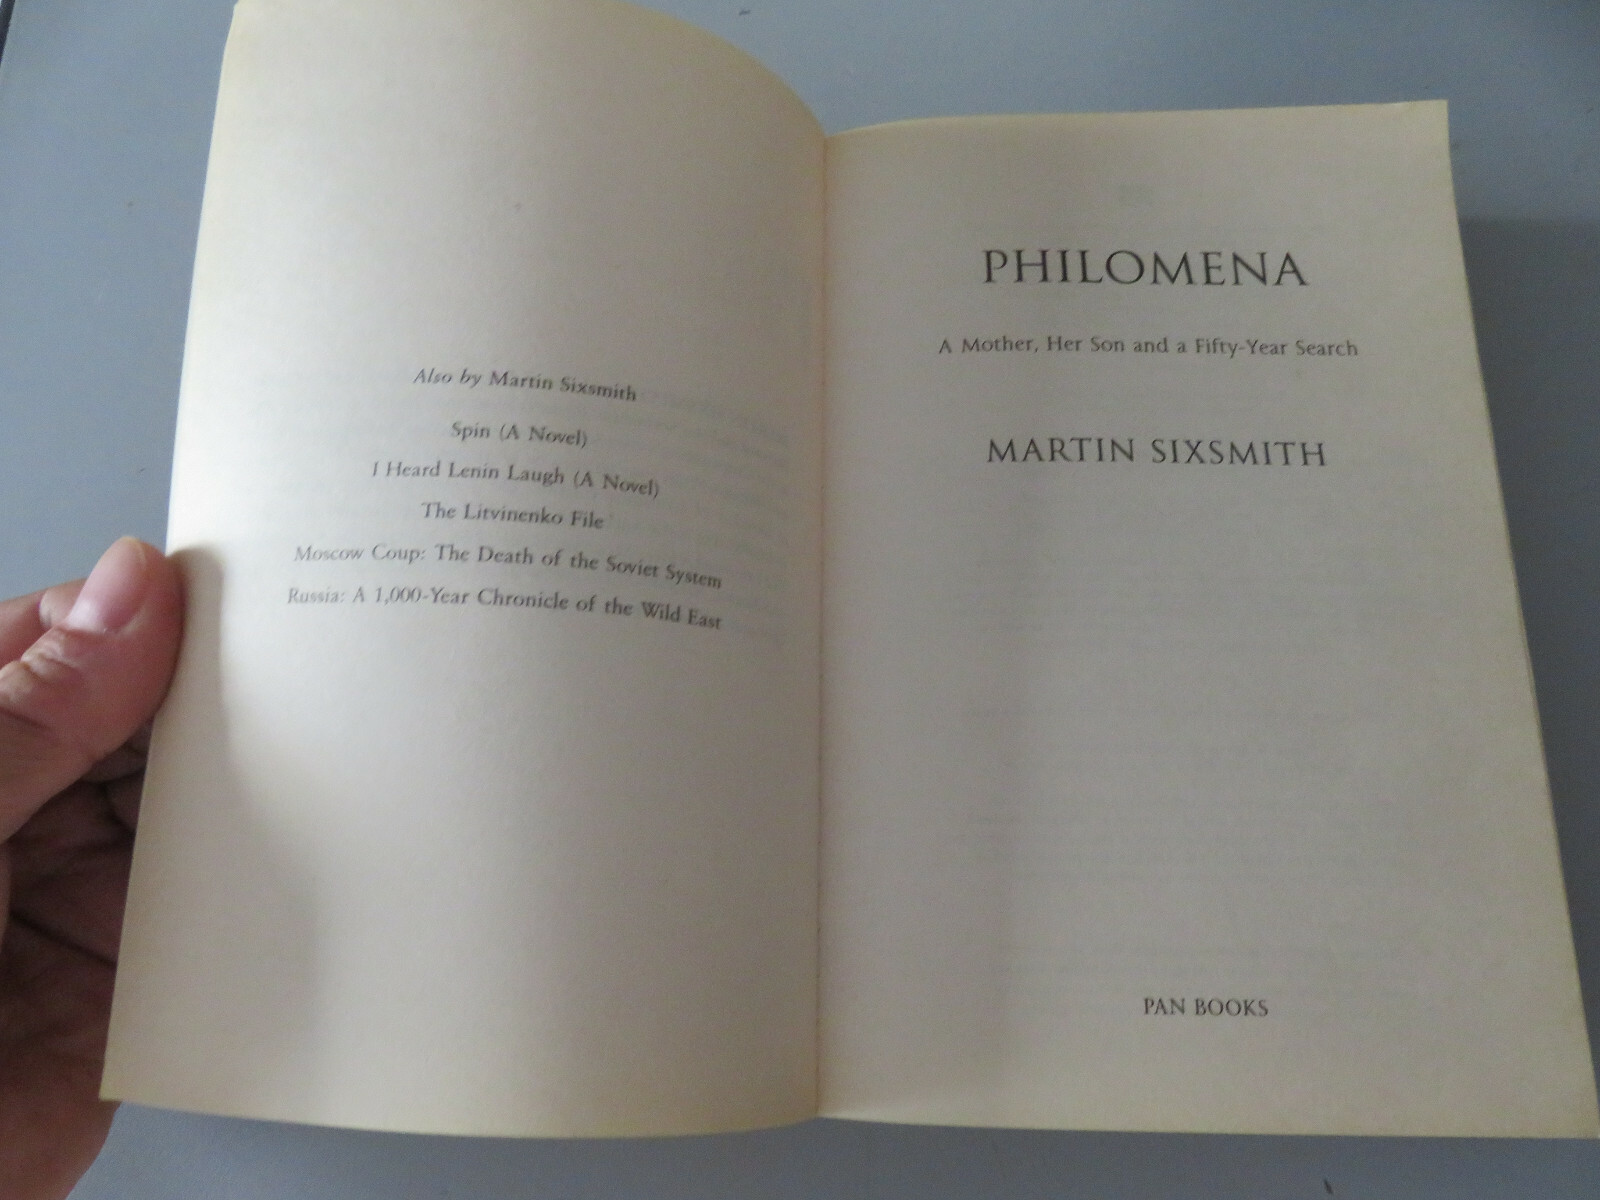 Also by Martin Sixsmith
Spin (A Novel)
I Heard Lenin Laugh (A Novel)
The Litvinenko File
Moscow Coup: The Death of the Soviet System
Russia: A 1,000-Year Chronicle of the Wild East
PHILOMENA
A Mother, Her Son and a Fifty-Year Search
MARTIN SIXSMITH
PAN BOOKS